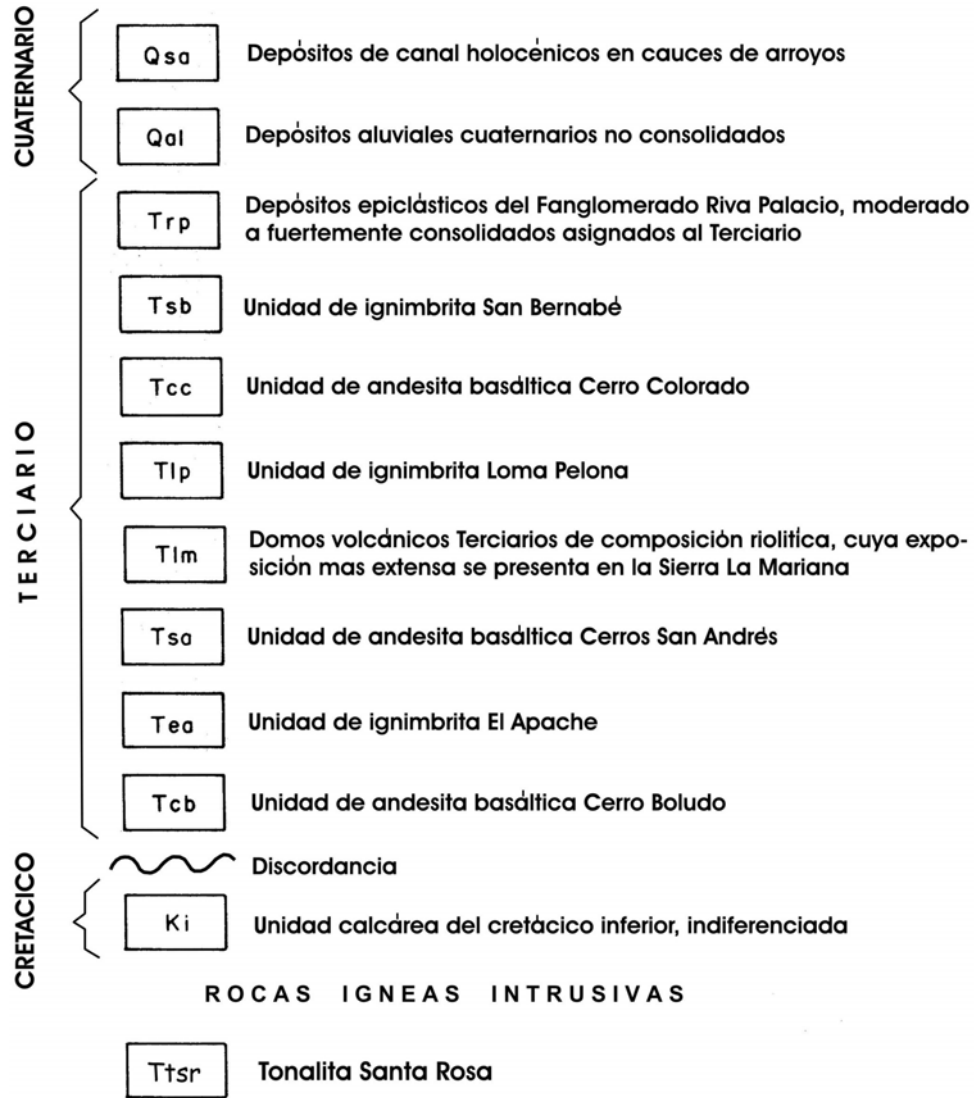 CUATERNARIO
Qsa Depósitos de canal holocénicos en cauces de arroyos
Qal Depósitos aluviales cuaternarios no consolidados
TERCIARIO
Trp Depósitos epiclásticos del Fanglomerado Riva Palacio, moderado
a fuertemente consolidados asignados al Terciario
Tsb Unidad de ignimbrita San Bernabé
Tcc Unidad de andesita basáltica Cerro Colorado
Tlp Unidad de ignimbrita Loma Pelona
Tlm Domos volcánicos Terciarios de composición riolitíca, cuya expo-
sición mas extensa se presenta en la Sierra La Mariana
Tsa Unidad de andesita basáltica Cerros San Andrés
Tea Unidad de ignimbrita El Apache
Tcb Unidad de andesita basáltica Cerro Boludo
Discordancia
CRETACICO
Ki Unidad calcárea del cretácico inferior, indiferenciada
ROCAS IGNEAS INTRUSIVAS
Ttsr Tonalita Santa Rosa